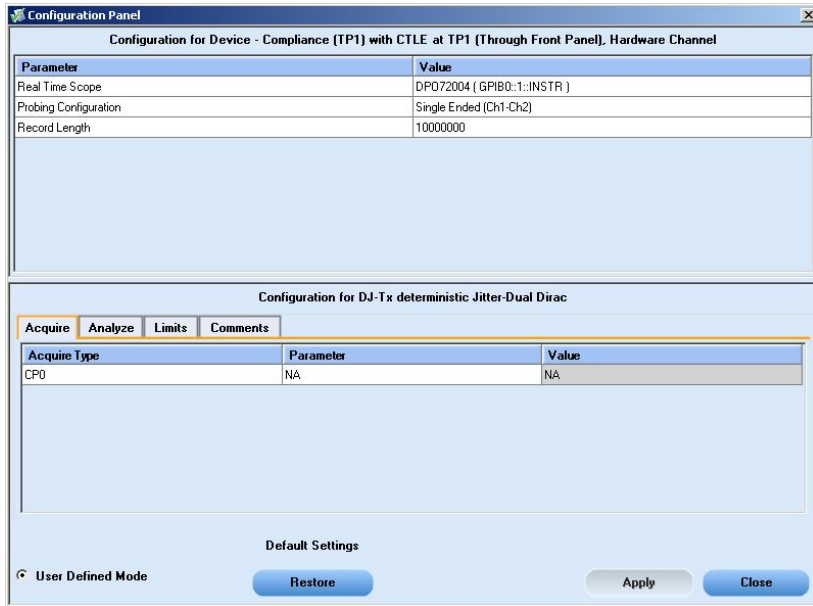 Configuration Panel
Configuration for Device - Compliance (TP1) with CTLE at TP1 (Through Front Panel), Hardware Channel
Parameter Value
Real Time Scope DPO72004 ( GPIB0::1::INSTR )
Probing Configuration Single Ended (Ch1-Ch2)
Record Length 10000000
Configuration for DJ-Tx deterministic Jitter-Dual Dirac
Acquire Analyze Limits Comments
Acquire Type Parameter Value
CP0 NA NA
Default Settings
User Defined Mode Restore Apply Close